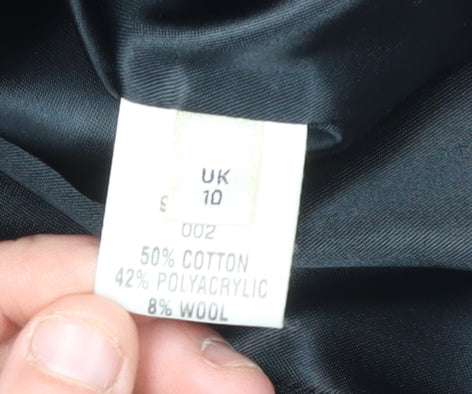 UK
10
002
50% COTTON
42% POLYACRYLIC
8% WOOL